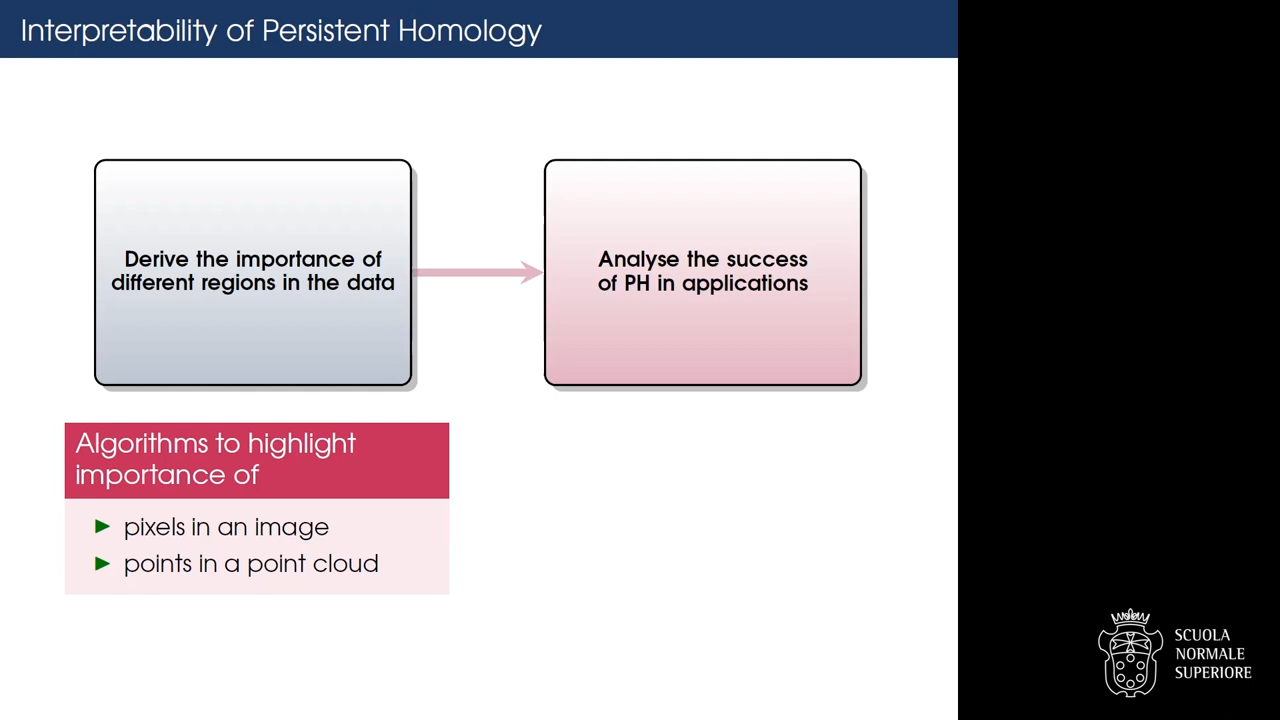 Interpretability of Persistent Homology
Derive the importance of
different regions in the data
Analyse the success
of PH in applications
Algorithms to highlight
importance of
pixels in an image
points in a point cloud
SCUOLA
NORMALE
SUPERIORE